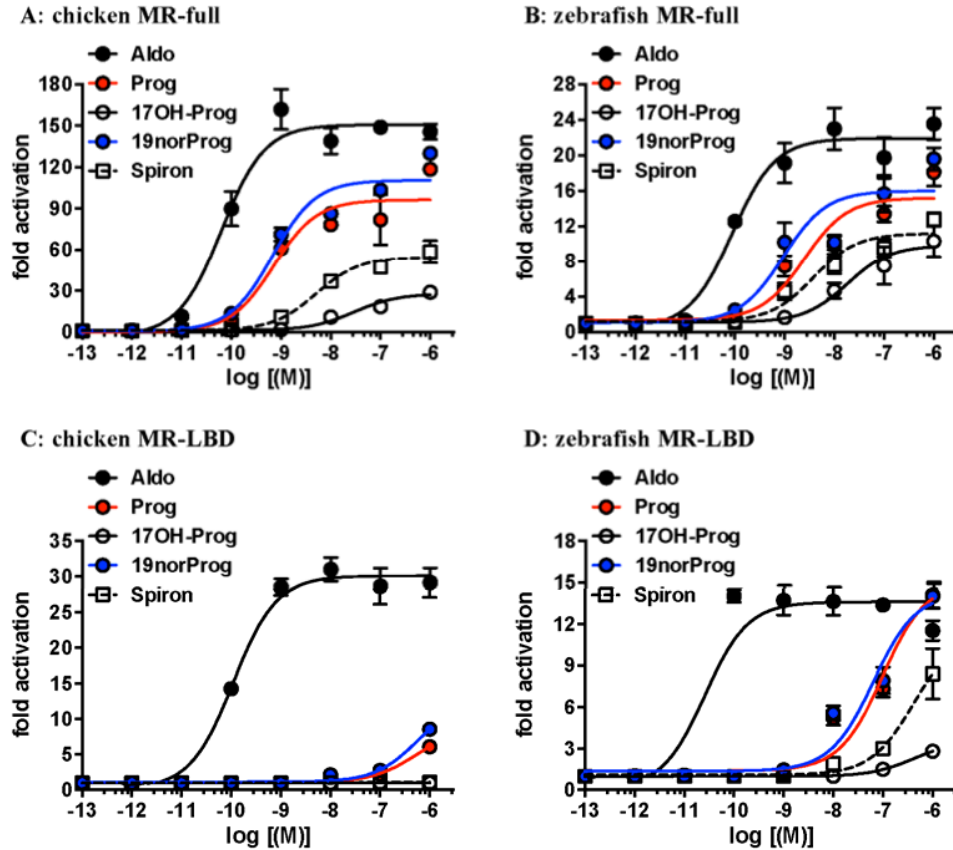 A: chicken MR-full
Aldo
Prog
17OH-Prog
19norProg
Spiron
fold activation
180
150
120
90
60
30
0
-13 -12 -11 -10 -9 -8 -7 -6
log [(M)]
B: zebrafish MR-full
Aldo
Prog
17OH-Prog
19norProg
Spiron
fold activation
28
24
20
16
12
8
4
0
-13 -12 -11 -10 -9 -8 -7 -6
log [(M)]
C: chicken MR-LBD
Aldo
Prog
17OH-Prog
19norProg
Spiron
fold activation
35
30
25
20
15
10
5
0
-13 -12 -11 -10 -9 -8 -7 -6
log [(M)]
D: zebrafish MR-LBD
Aldo
Prog
17OH-Prog
19norProg
Spiron
fold activation
18
15
12
9
6
3
0
-13 -12 -11 -10 -9 -8 -7 -6
log [(M)]